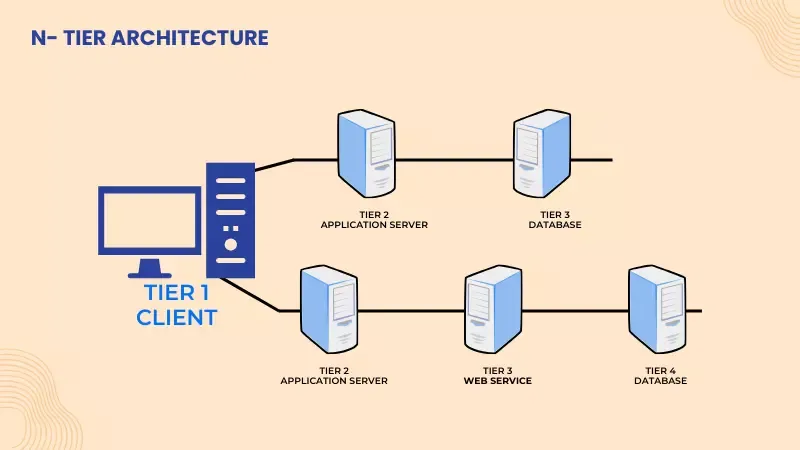 N- TIER ARCHITECTURE
TIER 2
APPLICATION SERVER
TIER 3
DATABASE
TIER 1
CLIENT
TIER 2
APPLICATION SERVER
TIER 3
WEB SERVICE
TIER 4
DATABASE